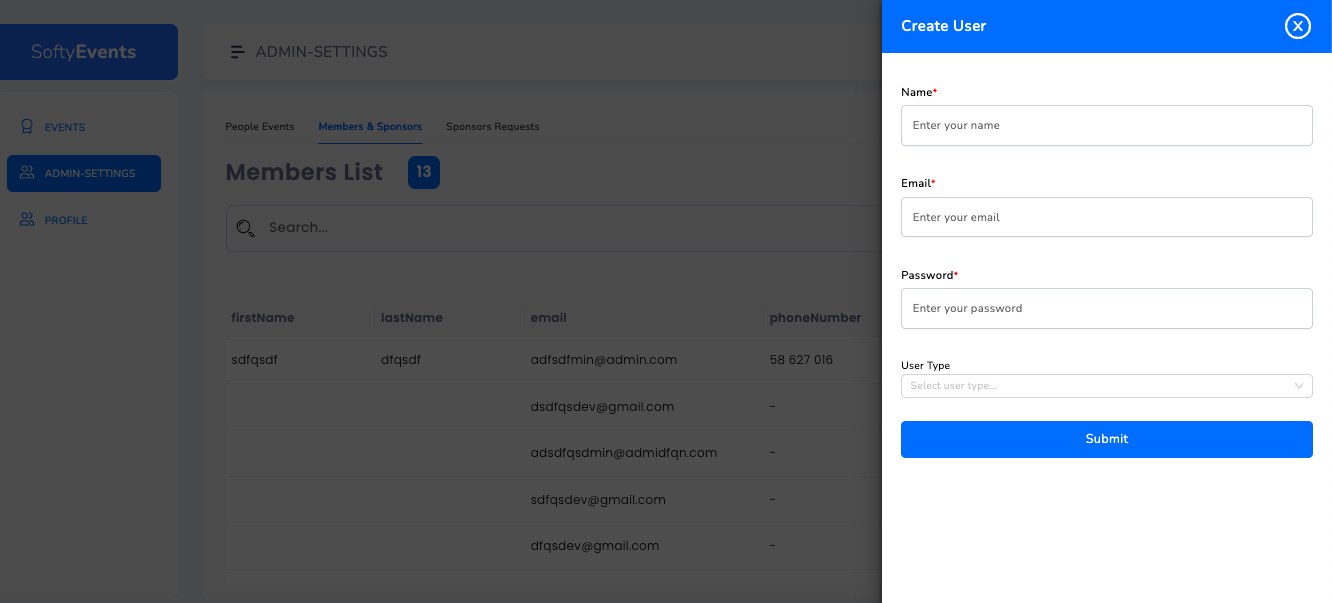 SoftyEvents
ADMIN-SETTINGS
EVENTS
ADMIN-SETTINGS
PROFILE
People Events
Members & Sponsors
Sponsors Requests
Members List
13
Search...
firstName lastName email phoneNumber
sdfqsdf dfqsdf adfsdfmin@admin.com 58 627 016
dsdfqsdev@gmail.com -
adsdfqsdmin@admidfqn.com -
sdfqsdev@gmail.com -
dfqsdev@gmail.com -
Create User
Name*
Enter your name
Email*
Enter your email
Password*
Enter your password
User Type
Select user type...
Submit